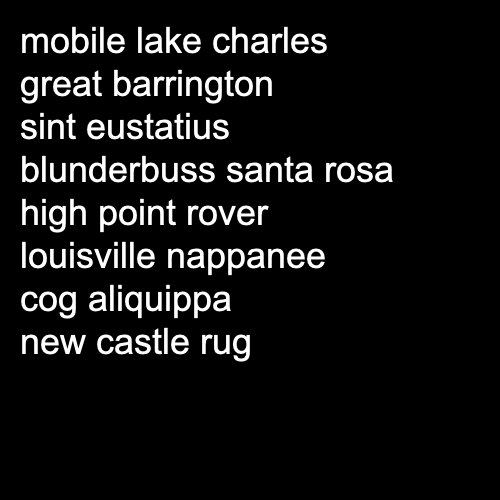 mobile lake charles
great barrington
sint eustatius
blunderbuss santa rosa
high point rover
louisville nappanee
cog aliquippa
new castle rug